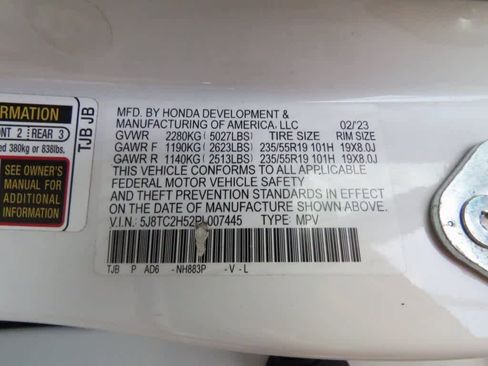 ORMATION
ONT 2 | REAR 3
ed 380kg or 838lbs.
TJB JB
SEE OWNER'S
MANUAL FOR
ADDITIONAL
INFORMATION
MFD. BY HONDA DEVELOPMENT &
MANUFACTURING OF AMERICA, LLC 02/'23
GVWR 2280KG (5027LBS) TIRE SIZE RIM SIZE
GAWR F 1190KG (2623LBS) 235/55R19 101H 19X8.0J
GAWR R 1140KG (2513LBS) 235/55R19 101H 19X8.0J
THIS VEHICLE CONFORMS TO ALL APPLICABLE
FEDERAL MOTOR VEHICLE SAFETY
AND THEFT PREVENTION STANDARDS IN EFFECT
ON THE DATE OF MANUFACTURE SHOWN ABOVE.
V.I.N.: 5J8TC2H52PL007445 TYPE: MPV
TJB P AD6 -NH883P -V-L